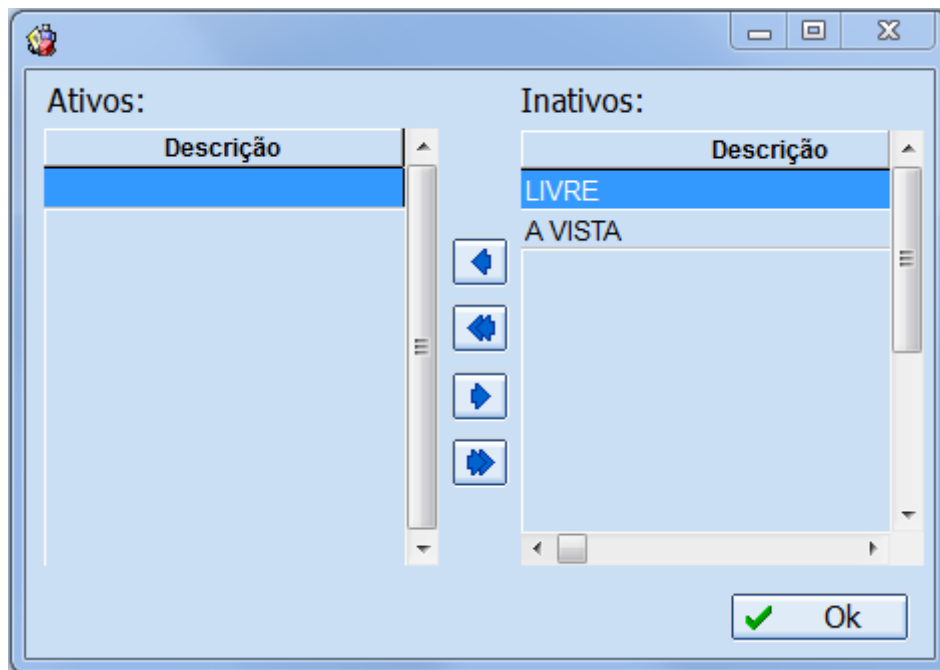 Ativos:
Inativos:
Descrição
Descrição
LIVRE
A VISTA
Ok